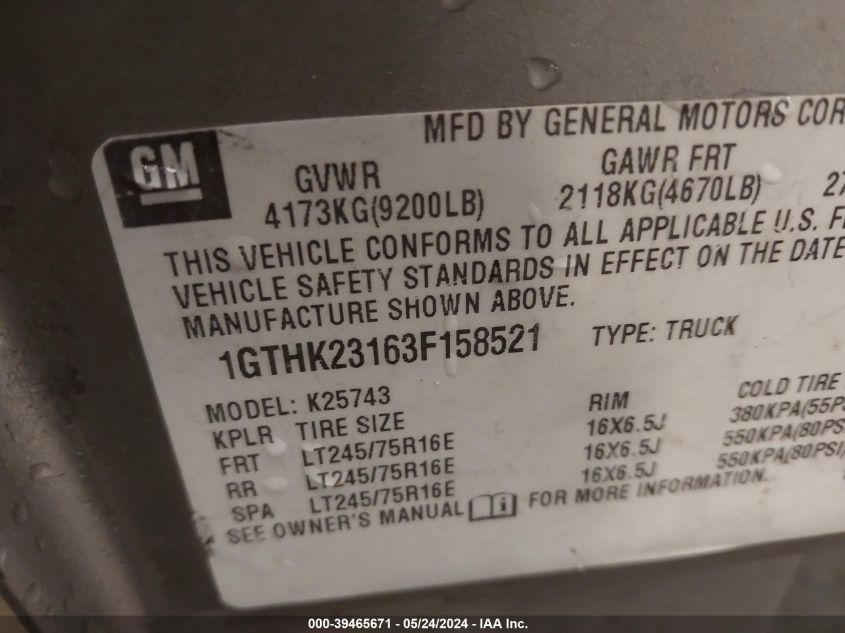 MFD BY GENERAL MOTORS COR
GM
GVWR GAWR FRT
4173KG(9200LB) 2118KG(4670LB) 27
THIS VEHICLE CONFORMS TO ALL APPLICABLE U.S. F
VEHICLE SAFETY STANDARDS IN EFFECT ON THE DATE
MANUFACTURE SHOWN ABOVE.
1GTHK23163F158521 TYPE: TRUCK
MODEL: K25743
KPLR TIRE SIZE RIM COLD TIRE
FRT LT245/75R16E 16X6.5J 380KPA(55PS
RR LT245/75R16E 16X6.5J 550KPA(80PSI
SPA LT245/75R16E 16X6.5J 550KPA(80PSI)
SEE OWNER'S MANUAL i FOR MORE INFORMATION.
000-39465671 - 05/24/2024 - IAA Inc.